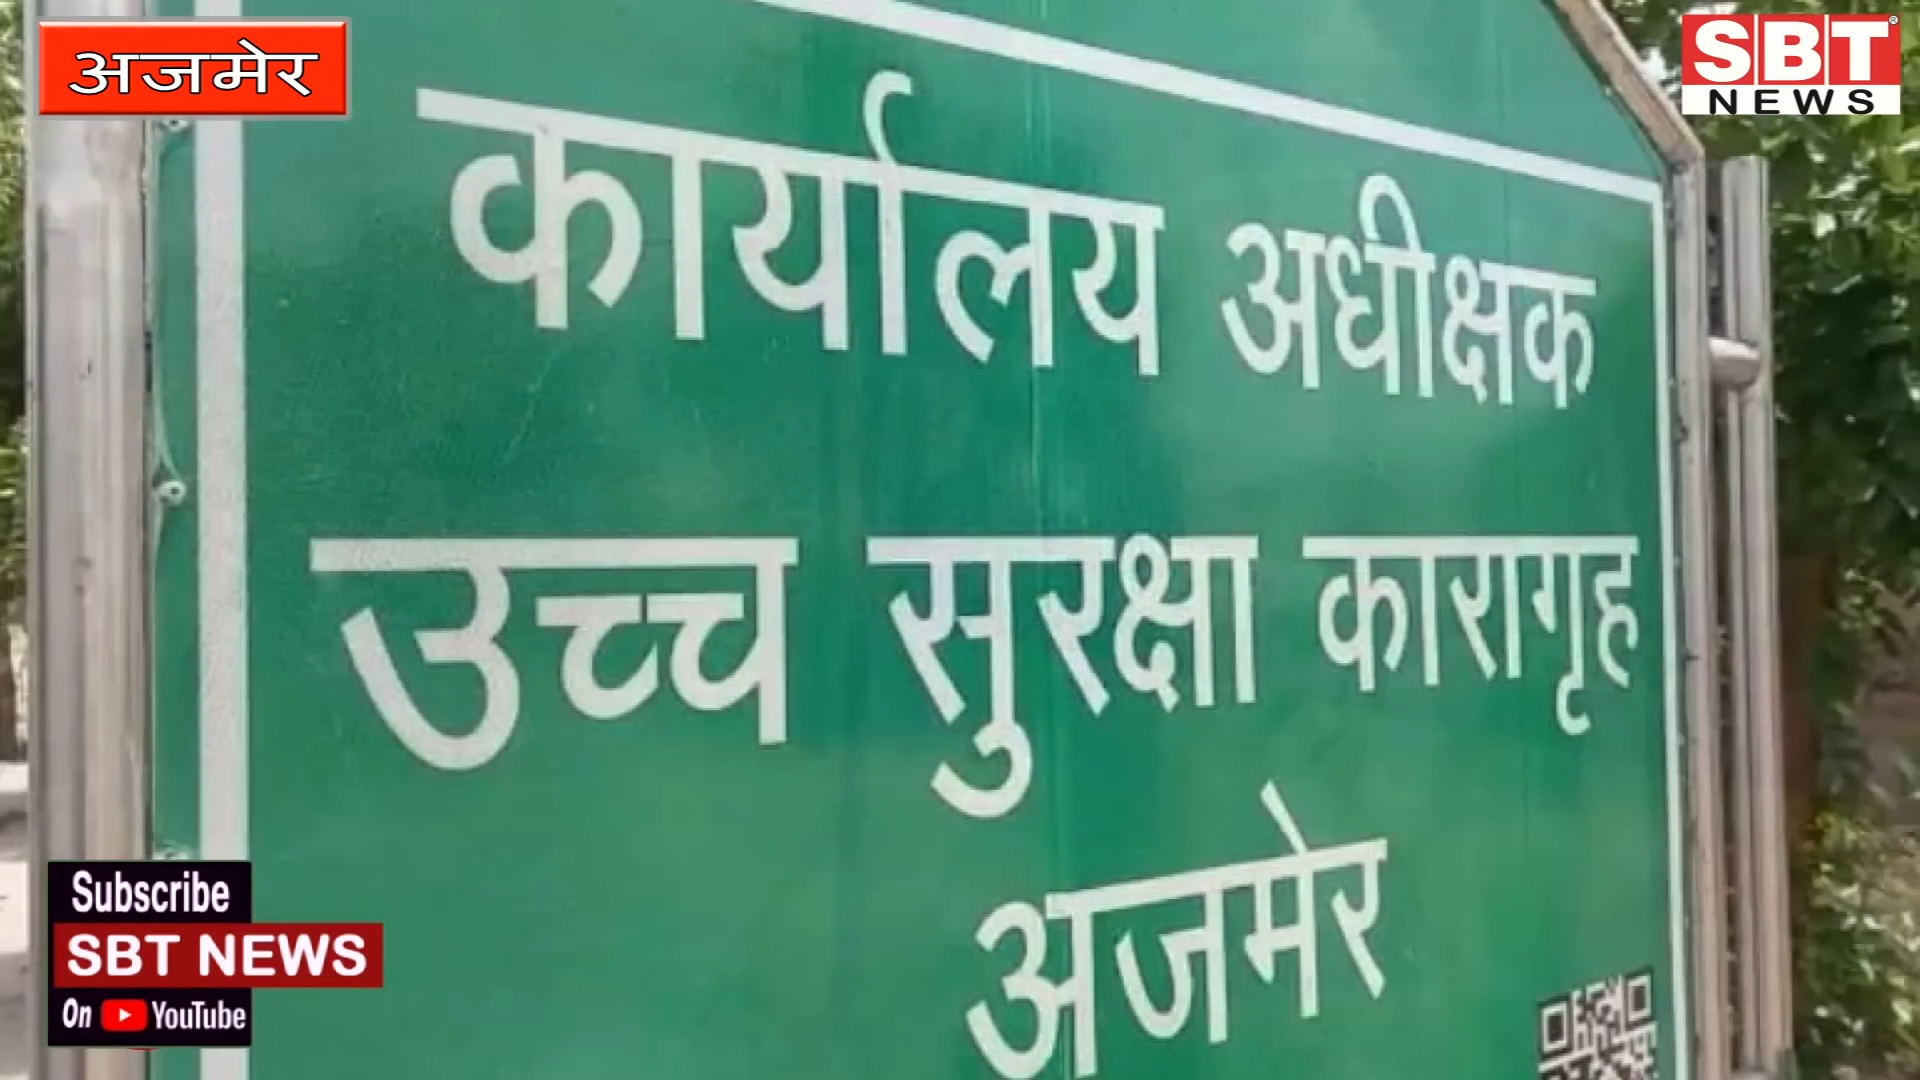 अजमेर
SBT
NEWS
कार्यालय अधीक्षक
उच्च सुरक्षा कारागृह
अजमेर
Subscribe
SBT NEWS
On YouTube